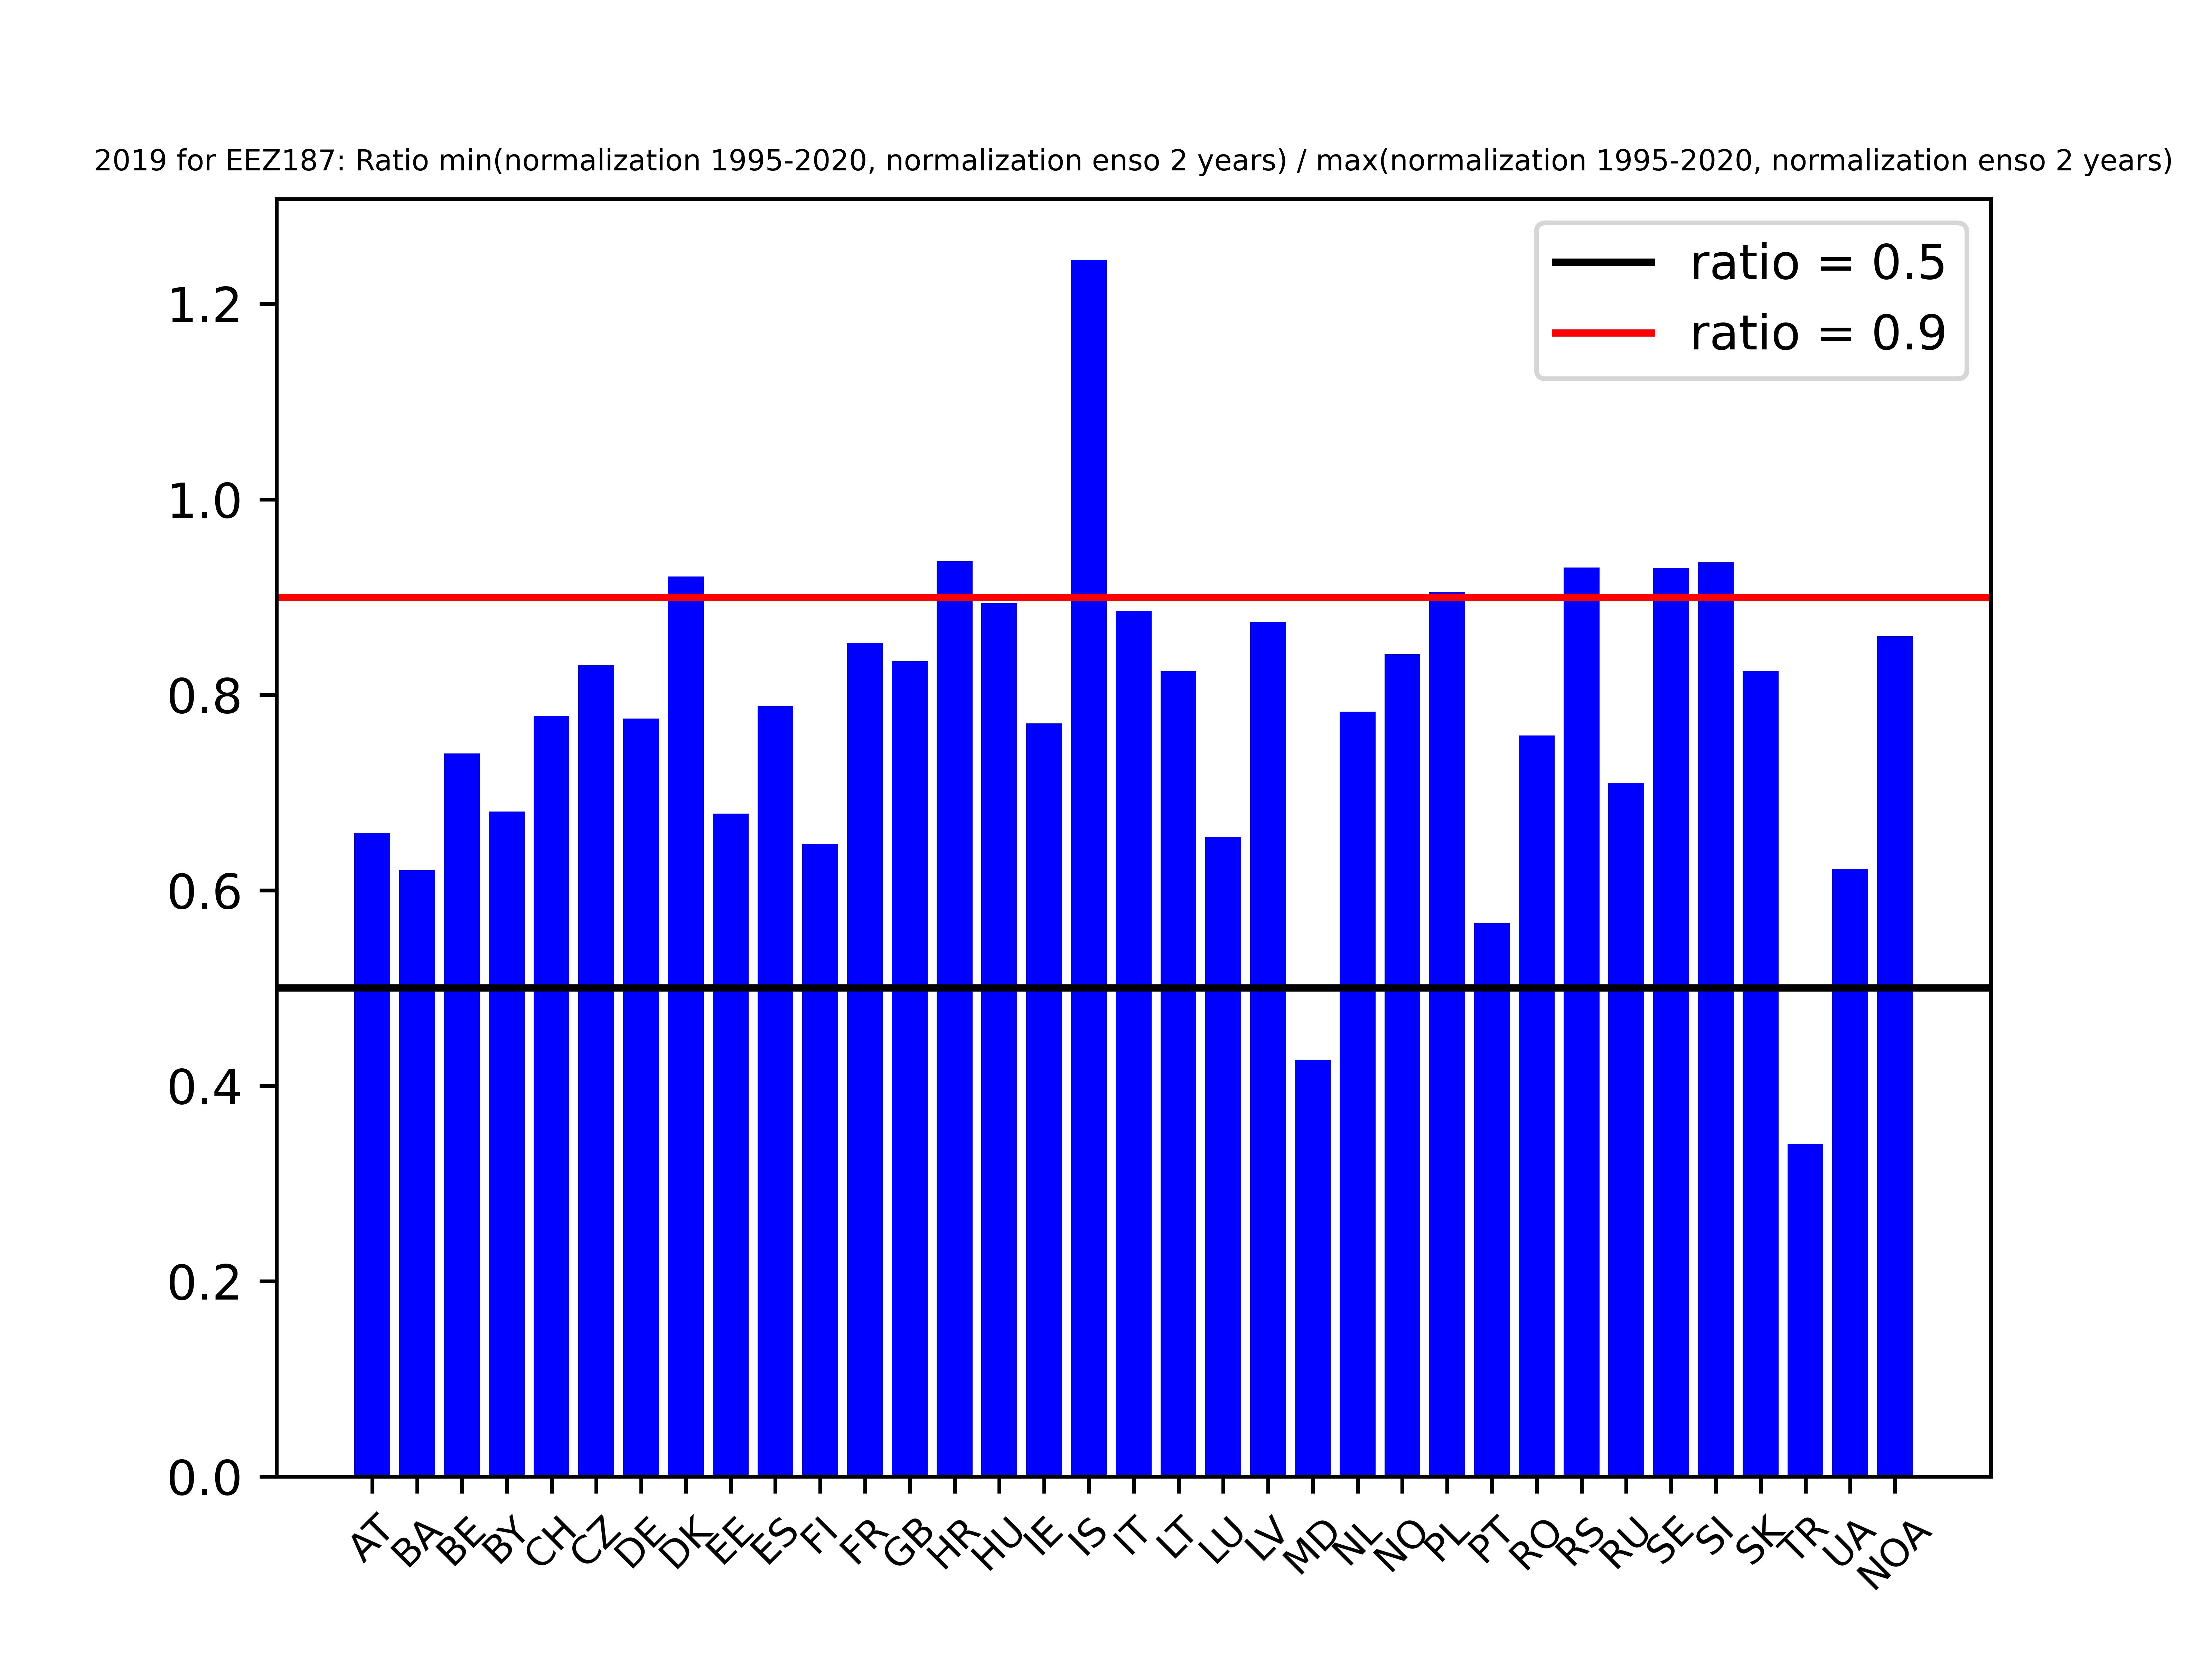 2019 for EEZ187: Ratio min(normalization 1995-2020, normalization enso 2 years) / max(normalization 1995-2020, normalization enso 2 years)
ratio = 0.5
ratio = 0.9
1.2
1.0
0.8
0.6
0.4
0.2
0.0
AT BA BE BY CH CZ DE DK EE ES FI FR GB HR HU IE IS IT LT LU LV MD NL NO PL PT RO RS RU SE SI SK TR UA NOA